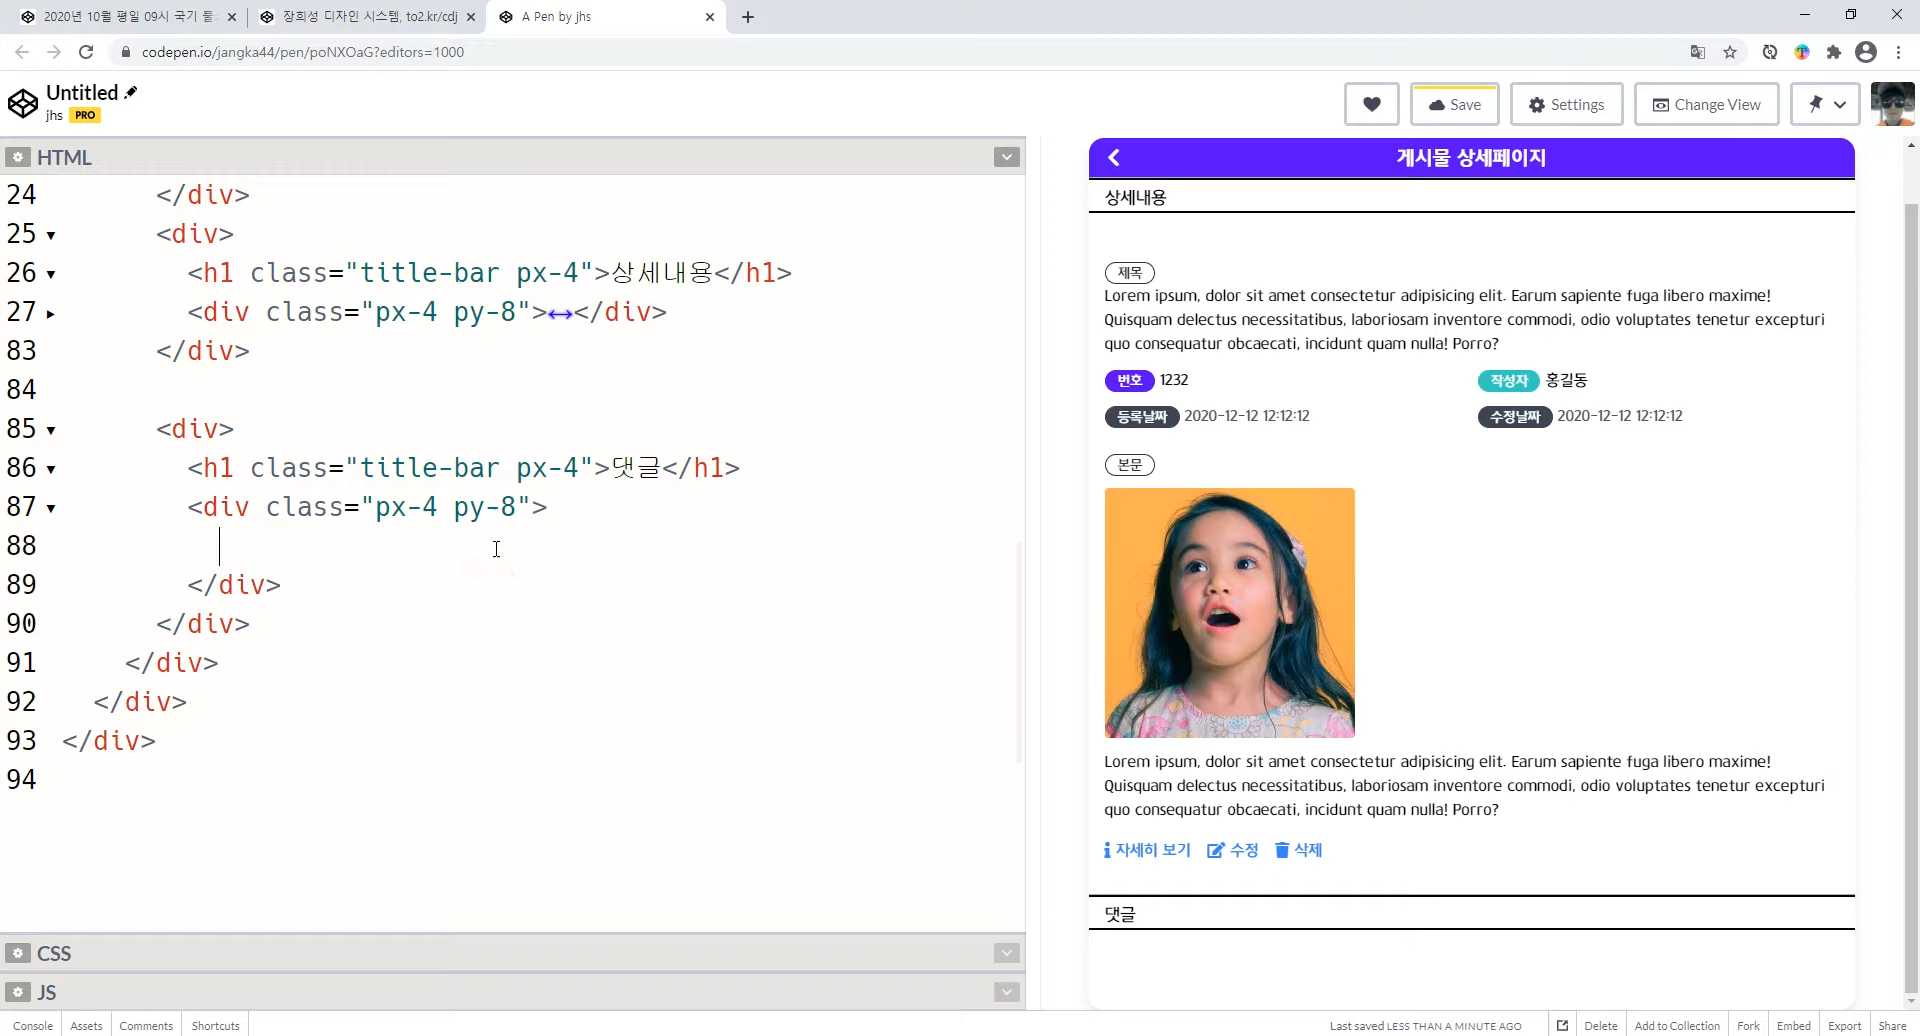 2020년 10월 평일 09시 국기 훈
장희성 디자인 시스템, to2.kr/cdj
A Pen by jhs
codepen.io/jangka44/pen/poNXOaG?editors=1000
Untitled
jhs PRO
Save
Settings
Change View
HTML
24 </div>
25 <div>
26 <h1 class="title-bar px-4">상세내용</h1>
27 <div class="px-4 py-8">↔</div>
83 </div>
84
85 <div>
86 <h1 class="title-bar px-4">댓글</h1>
87 <div class="px-4 py-8">
88
89 </div>
90 </div>
91 </div>
92 </div>
93 </div>
94
CSS
JS
게시물 상세페이지
상세내용
제목
Lorem ipsum, dolor sit amet consectetur adipisicing elit. Earum sapiente fuga libero maxime!
Quisquam delectus necessitatibus, laboriosam inventore commodi, odio voluptates tenetur excepturi
quo consequatur obcaecati, incidunt quam nulla! Porro?
번호 1232 작성자 홍길동
등록날짜 2020-12-12 12:12:12 수정날짜 2020-12-12 12:12:12
본문
Lorem ipsum, dolor sit amet consectetur adipisicing elit. Earum sapiente fuga libero maxime!
Quisquam delectus necessitatibus, laboriosam inventore commodi, odio voluptates tenetur excepturi
quo consequatur obcaecati, incidunt quam nulla! Porro?
자세히 보기 수정 삭제
댓글
Console Assets Comments Shortcuts
Last saved LESS THAN A MINUTE AGO Delete Add to Collection Fork Embed Export Share